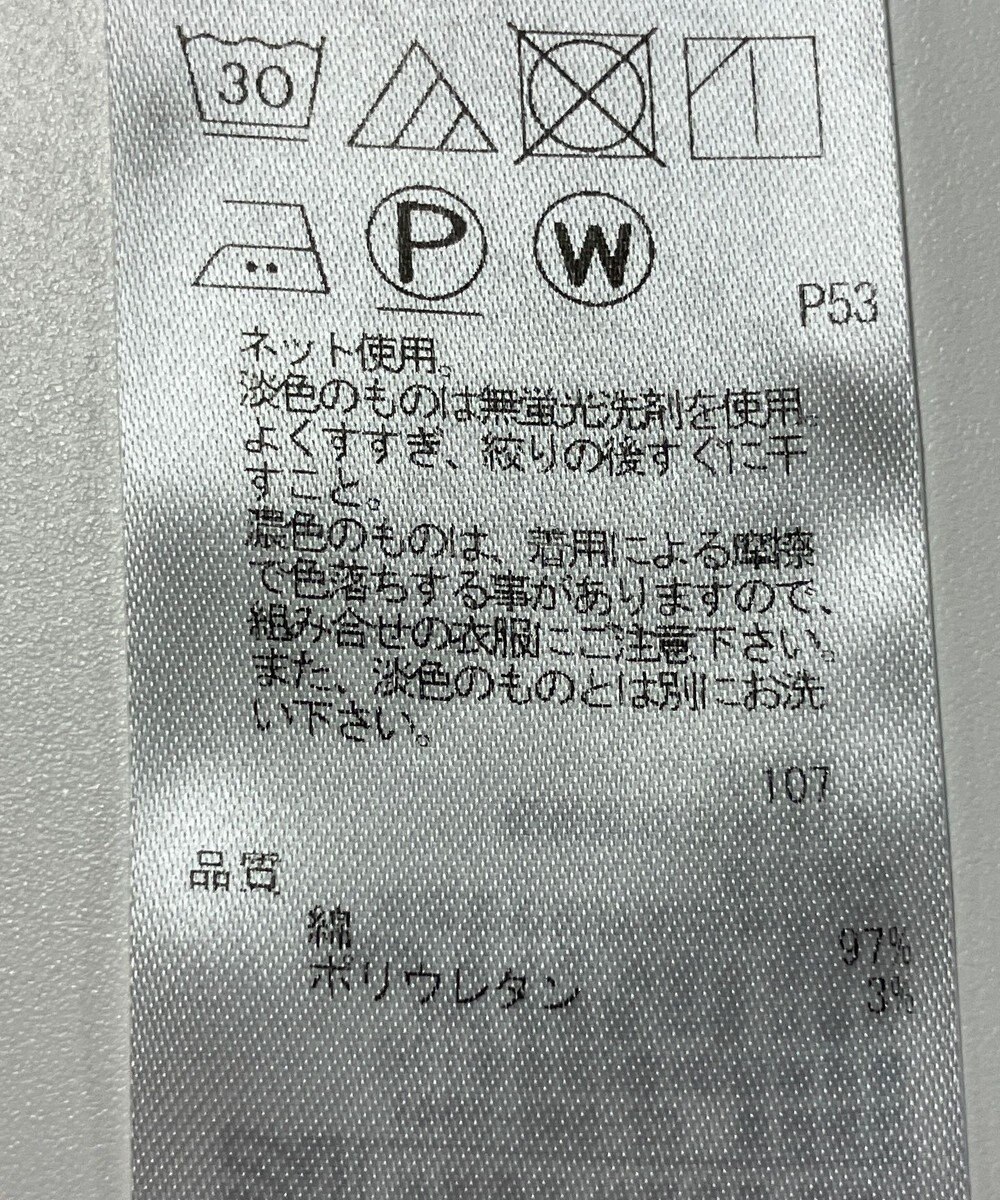 30
P W
P53
ネット使用。
淡色のものは無蛍光洗剤を使用。
よくすすぎ、絞りの後すぐに干
すこと。
濃色のものは、着用による摩擦
で色落ちする事がありますので、
組み合せの衣服にご注意下さい。
また、淡色のものとは別にお洗
い下さい。
107
品質
綿 97%
ポリウレタン 3%